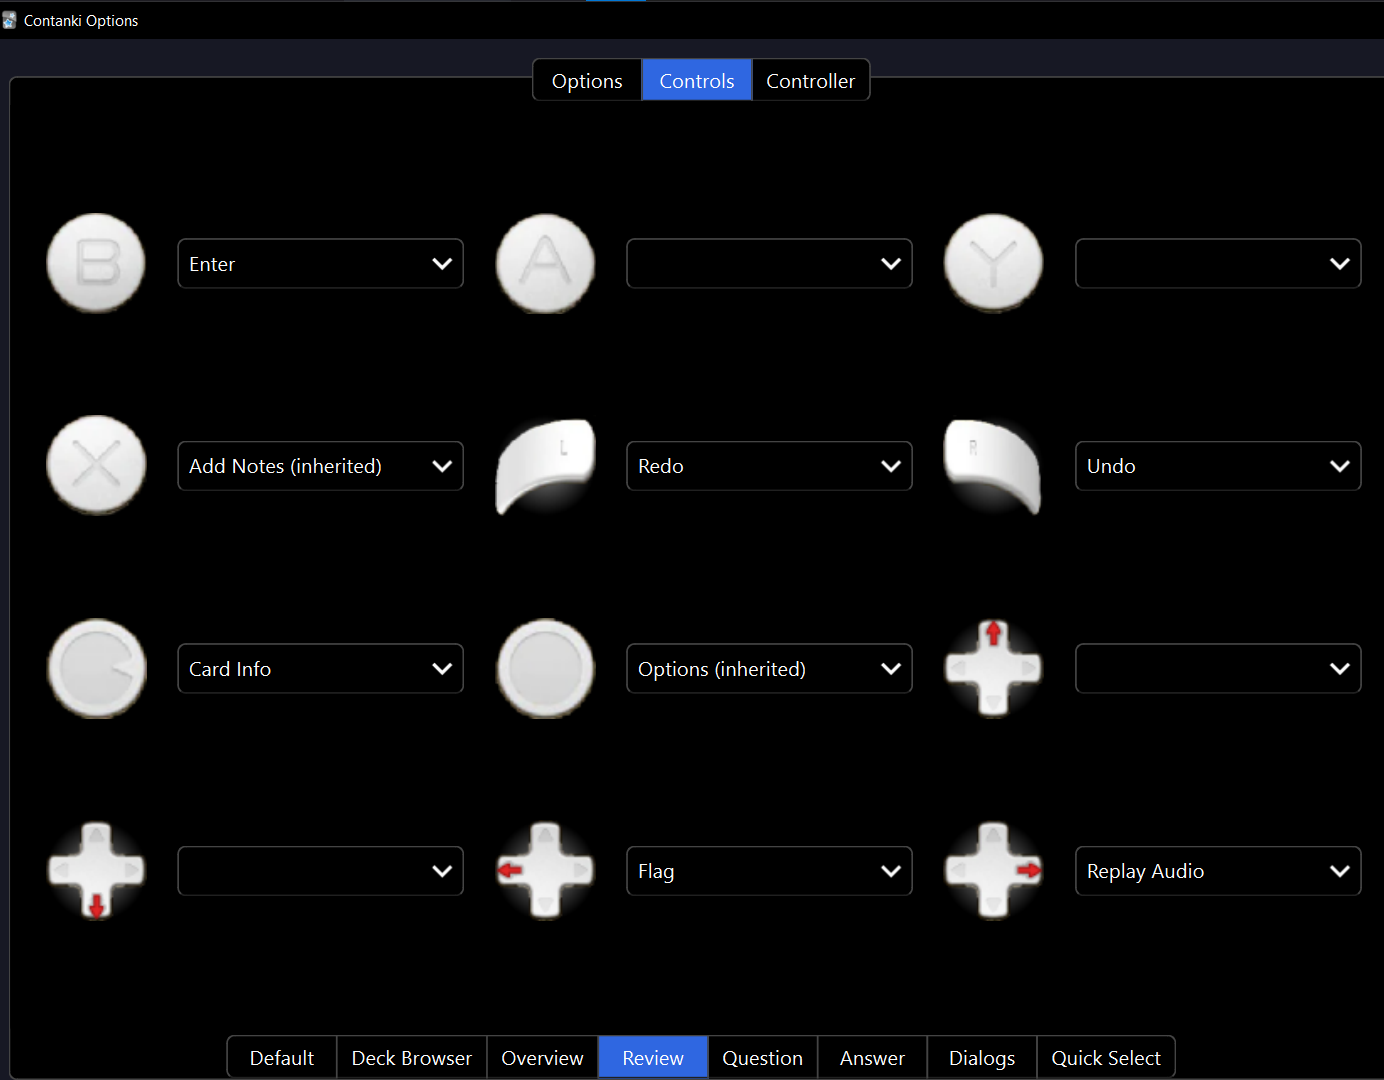 Contanki Options
Options Controls Controller
B Enter A Y
X Add Notes (inherited) L Redo R Undo
Card Info Options (inherited)
Flag Replay Audio
Default Deck Browser Overview Review Question Answer Dialogs Quick Select